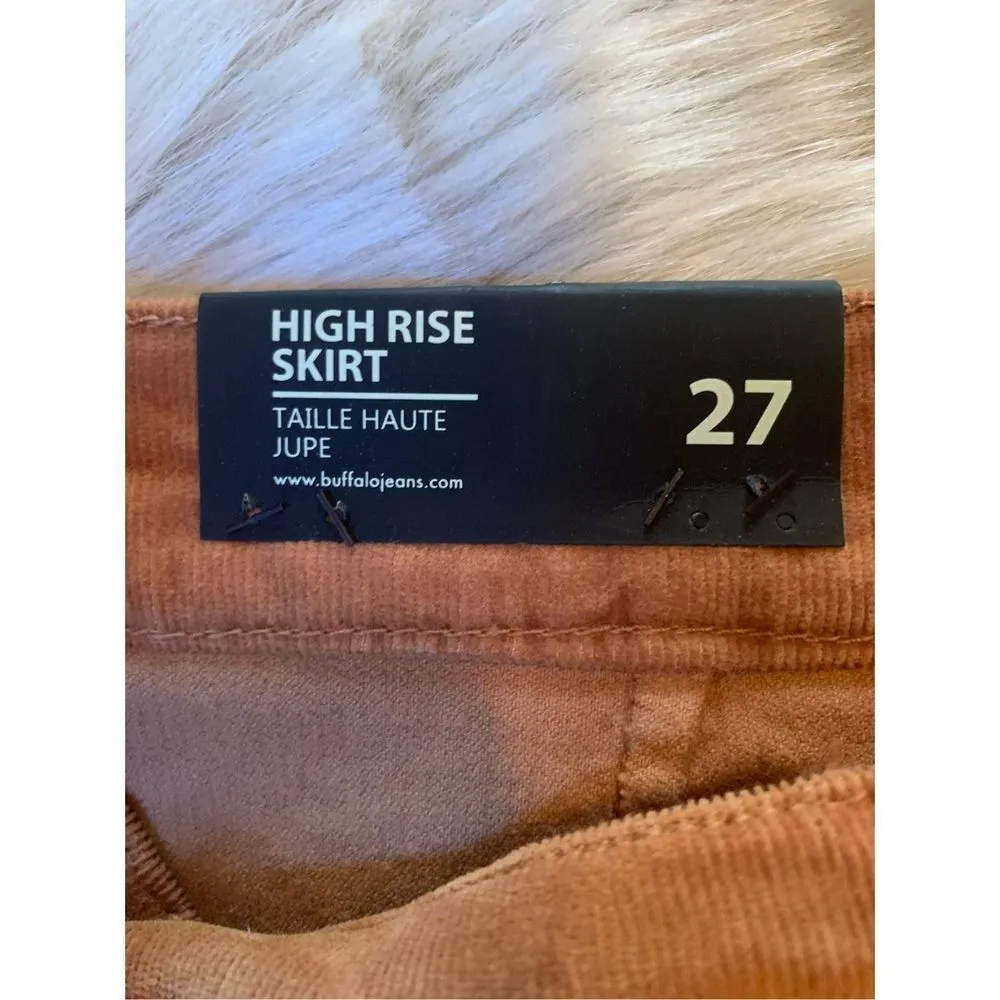 HIGH RISE
SKIRT
TAILLE HAUTE
JUPE
www.buffalojeans.com
27